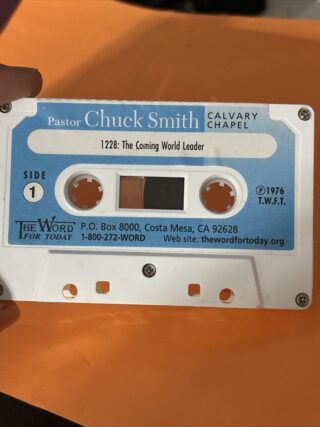 Pastor Chuck Smith CALVARY CHAPEL
1228: The Coming World Leader
SIDE 1
℗1976
T.W.F.T.
THE WORD FOR TODAY
P.O. Box 8000, Costa Mesa, CA 92628
1-800-272-WORD Web site: thewordfortoday.org